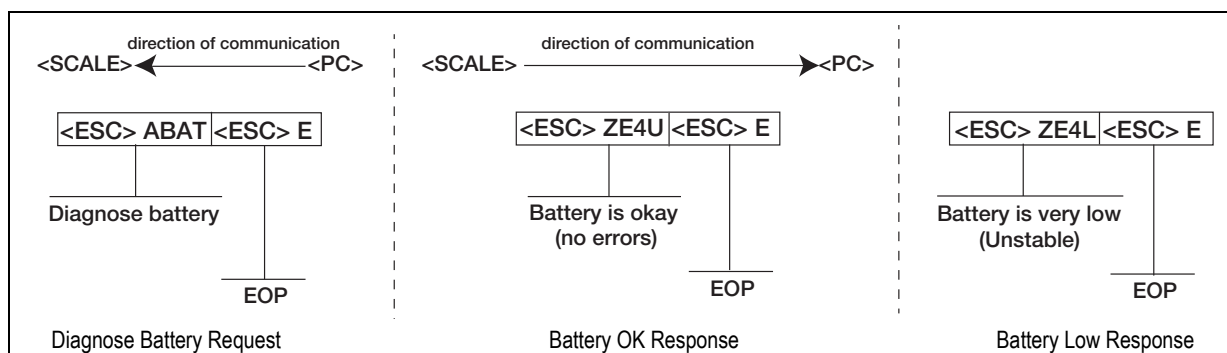 direction of communication
<SCALE> <PC>
<ESC> ABAT <ESC> E
Diagnose battery
EOP
Diagnose Battery Request
direction of communication
<SCALE> <PC>
<ESC> ZE4U <ESC> E
Battery is okay
(no errors)
EOP
Battery OK Response
<ESC> ZE4L <ESC> E
Battery is very low
(Unstable)
EOP
Battery Low Response